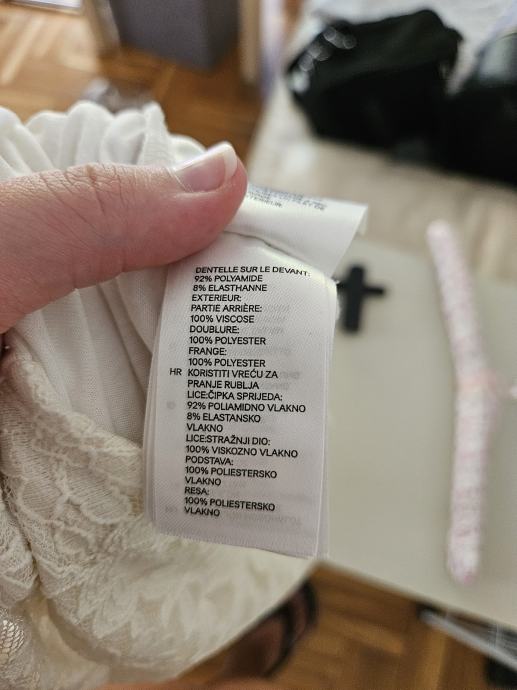 DENTELLE SUR LE DEVANT:
92% POLYAMIDE
8% ELASTHANNE
EXTERIEUR:
PARTIE ARRIÈRE:
100% VISCOSE
DOUBLURE:
100% POLYESTER
FRANGE:
100% POLYESTER
HR KORISTITI VREĆU ZA
PRANJE RUBLJA
LICE:ČIPKA SPRIJEDA:
92% POLIAMIDNO VLAKNO
8% ELASTANSKO
VLAKNO
LICE:STRAŽNJI DIO:
100% VISKOZNO VLAKNO
PODSTAVA:
100% POLIESTERSKO
VLAKNO
RESA:
100% POLIESTERSKO
VLAKNO